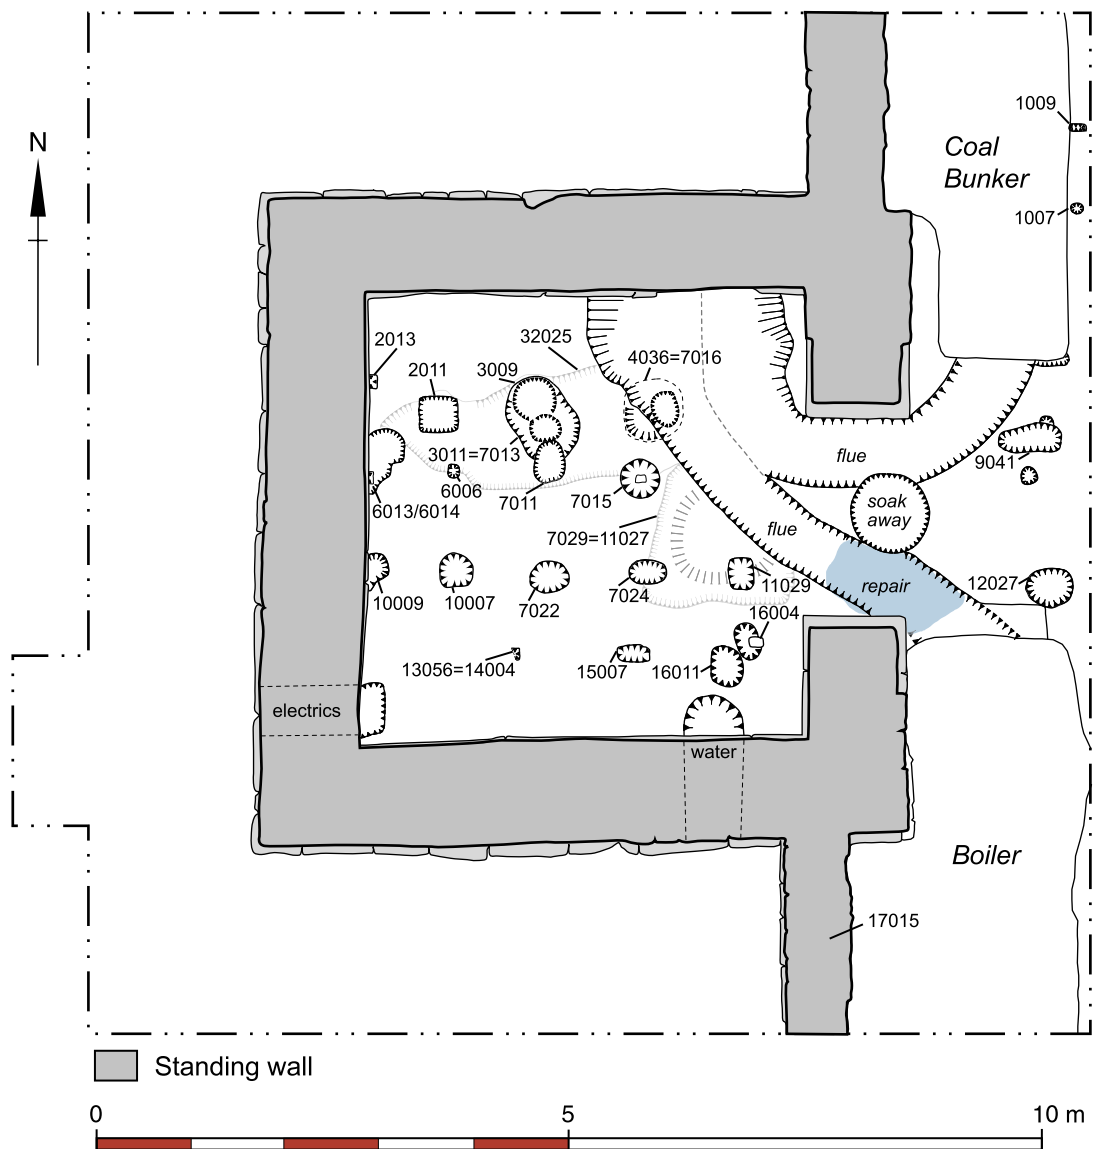 1009
N
Coal
Bunker
1007
2013
32025
2011
3009
4036=7016
3011=7013
flue
9041
6006
7011
7015
soak
away
6013/6014
flue
7029=11027
11029
repair
12027
10009
10007
7022
7024
16004
13056=14004
15007
16011
electrics
water
Boiler
17015
Standing wall
0
5
10 m